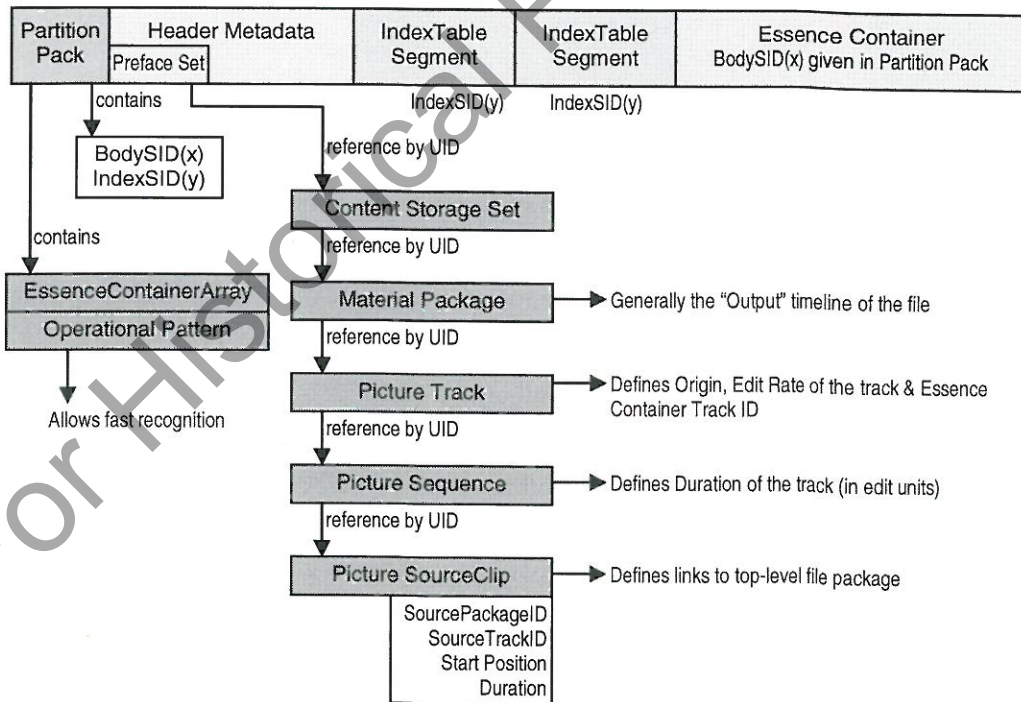 Partition
Pack
Header Metadata
Preface Set
IndexTable
Segment
IndexTable
Segment
Essence Container
BodySID(x) given in Partition Pack
contains
IndexSID(y)
IndexSID(y)
BodySID(x)
IndexSID(y)
reference by UID
Content Storage Set
contains
reference by UID
EssenceContainerArray
Operational Pattern
Material Package
Generally the “Output” timeline of the file
reference by UID
Allows fast recognition
Picture Track
Defines Origin, Edit Rate of the track & Essence
Container Track ID
reference by UID
Picture Sequence
Defines Duration of the track (in edit units)
reference by UID
Picture SourceClip
Defines links to top-level file package
SourcePackageID
SourceTrackID
Start Position
Duration
or Historical P